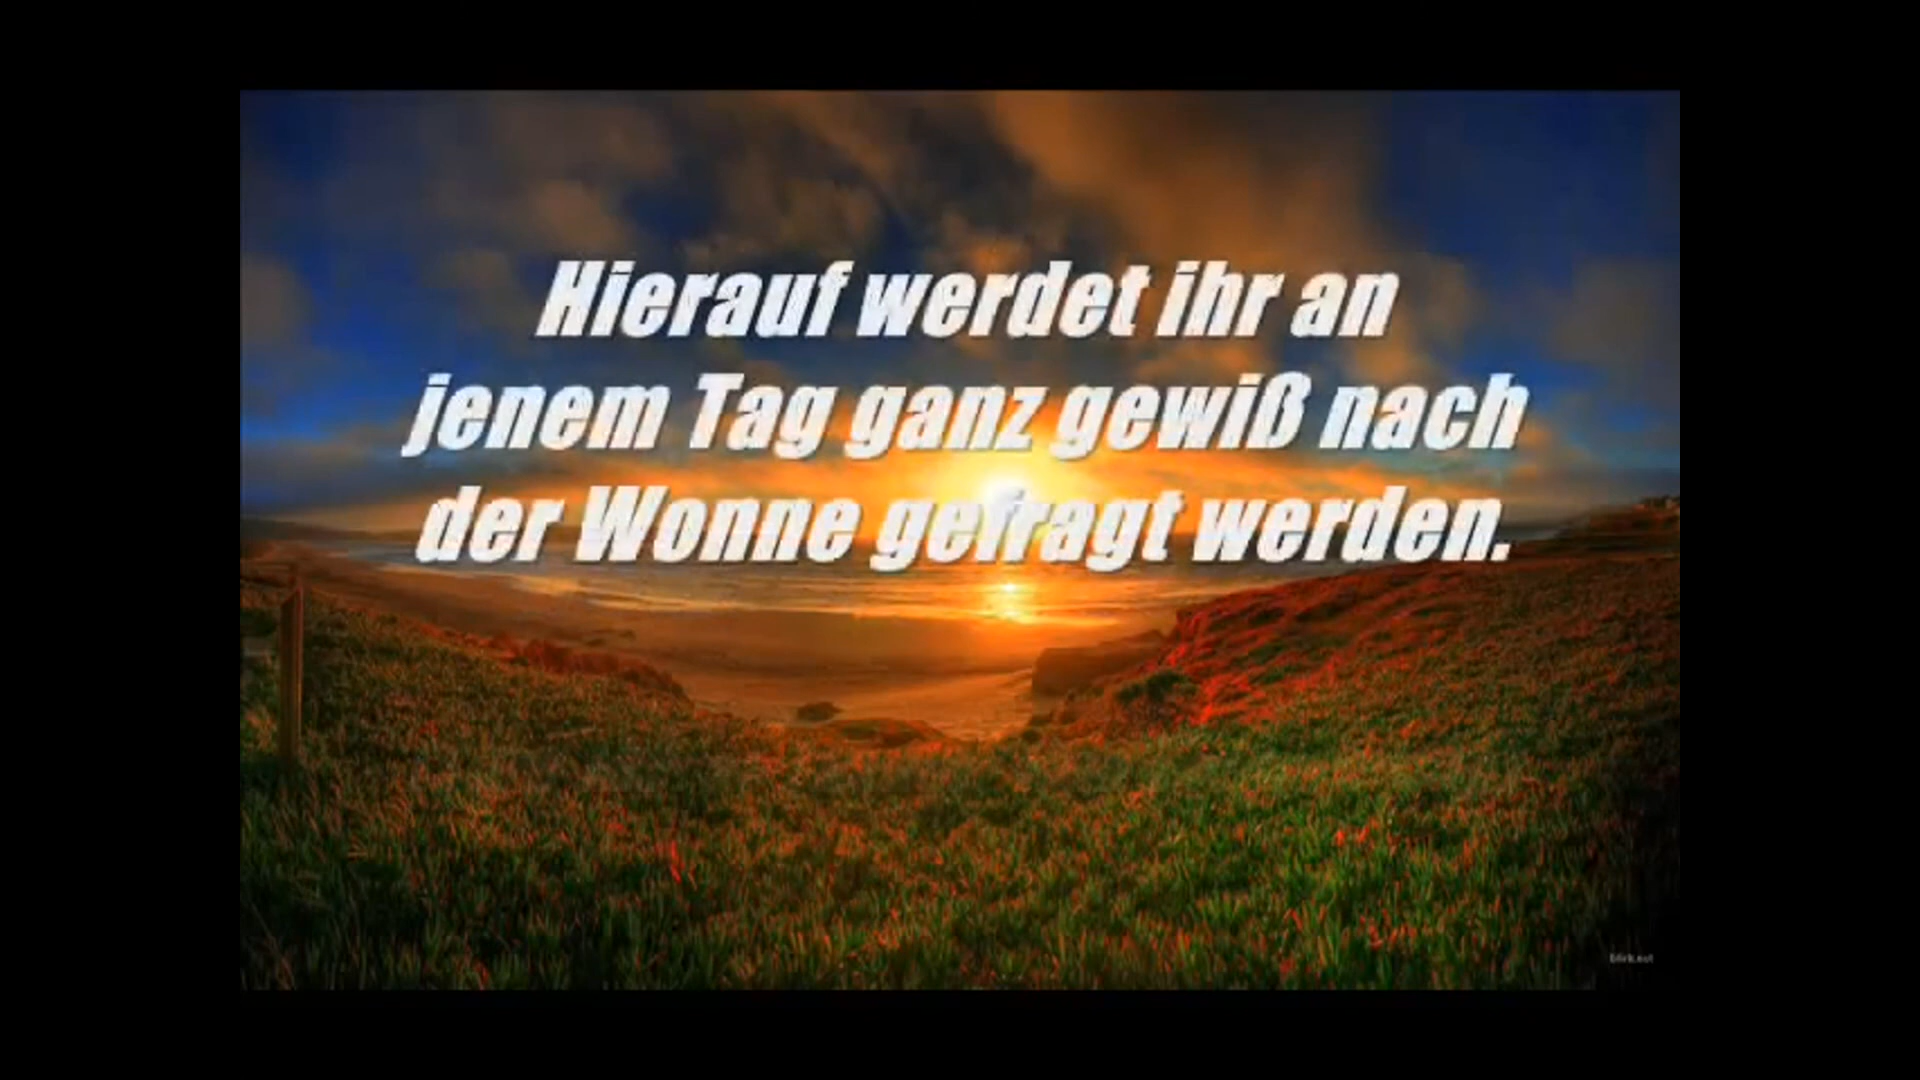 Hierauf werdet ihr an
jenem Tag ganz gewiß nach
der Wonne gefragt werden.